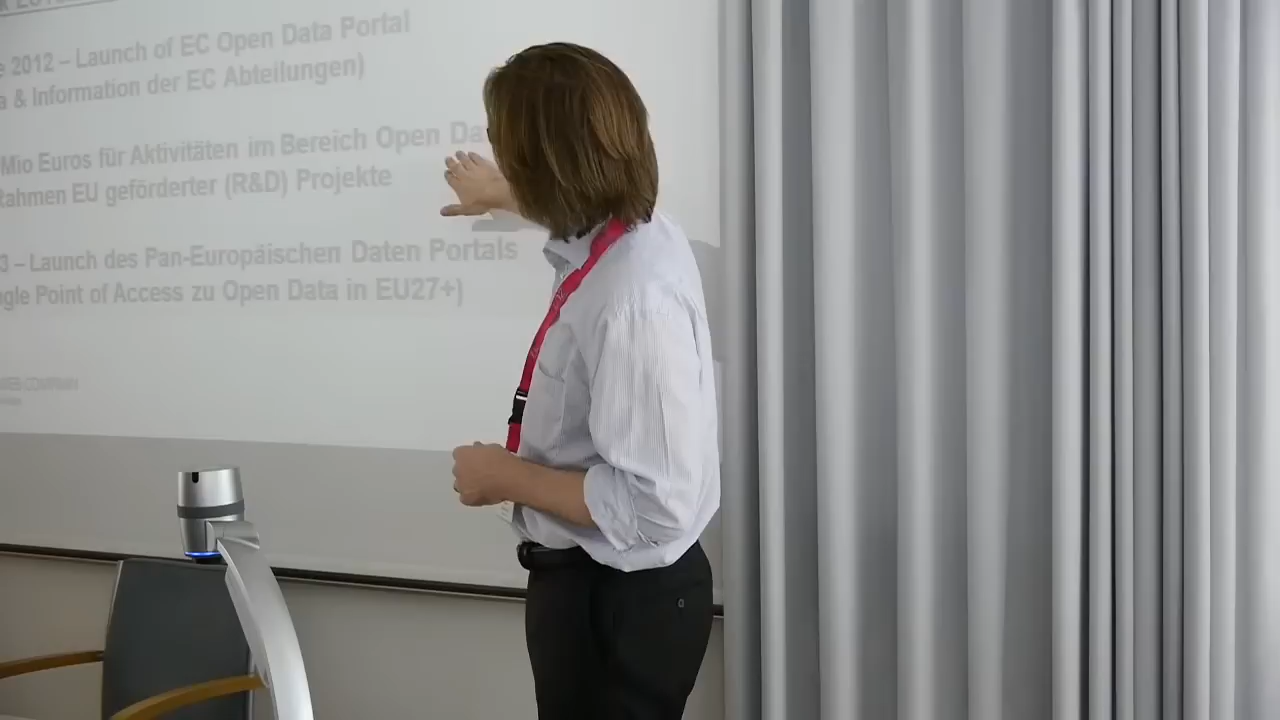 2012 – Launch of EC Open Data Portal
& Information der EC Abteilungen)
Mio Euros für Aktivitäten im Bereich Open Da
Rahmen EU geförderter (R&D) Projekte
3 – Launch des Pan-Europäischen Daten Portals
gle Point of Access zu Open Data in EU27+)